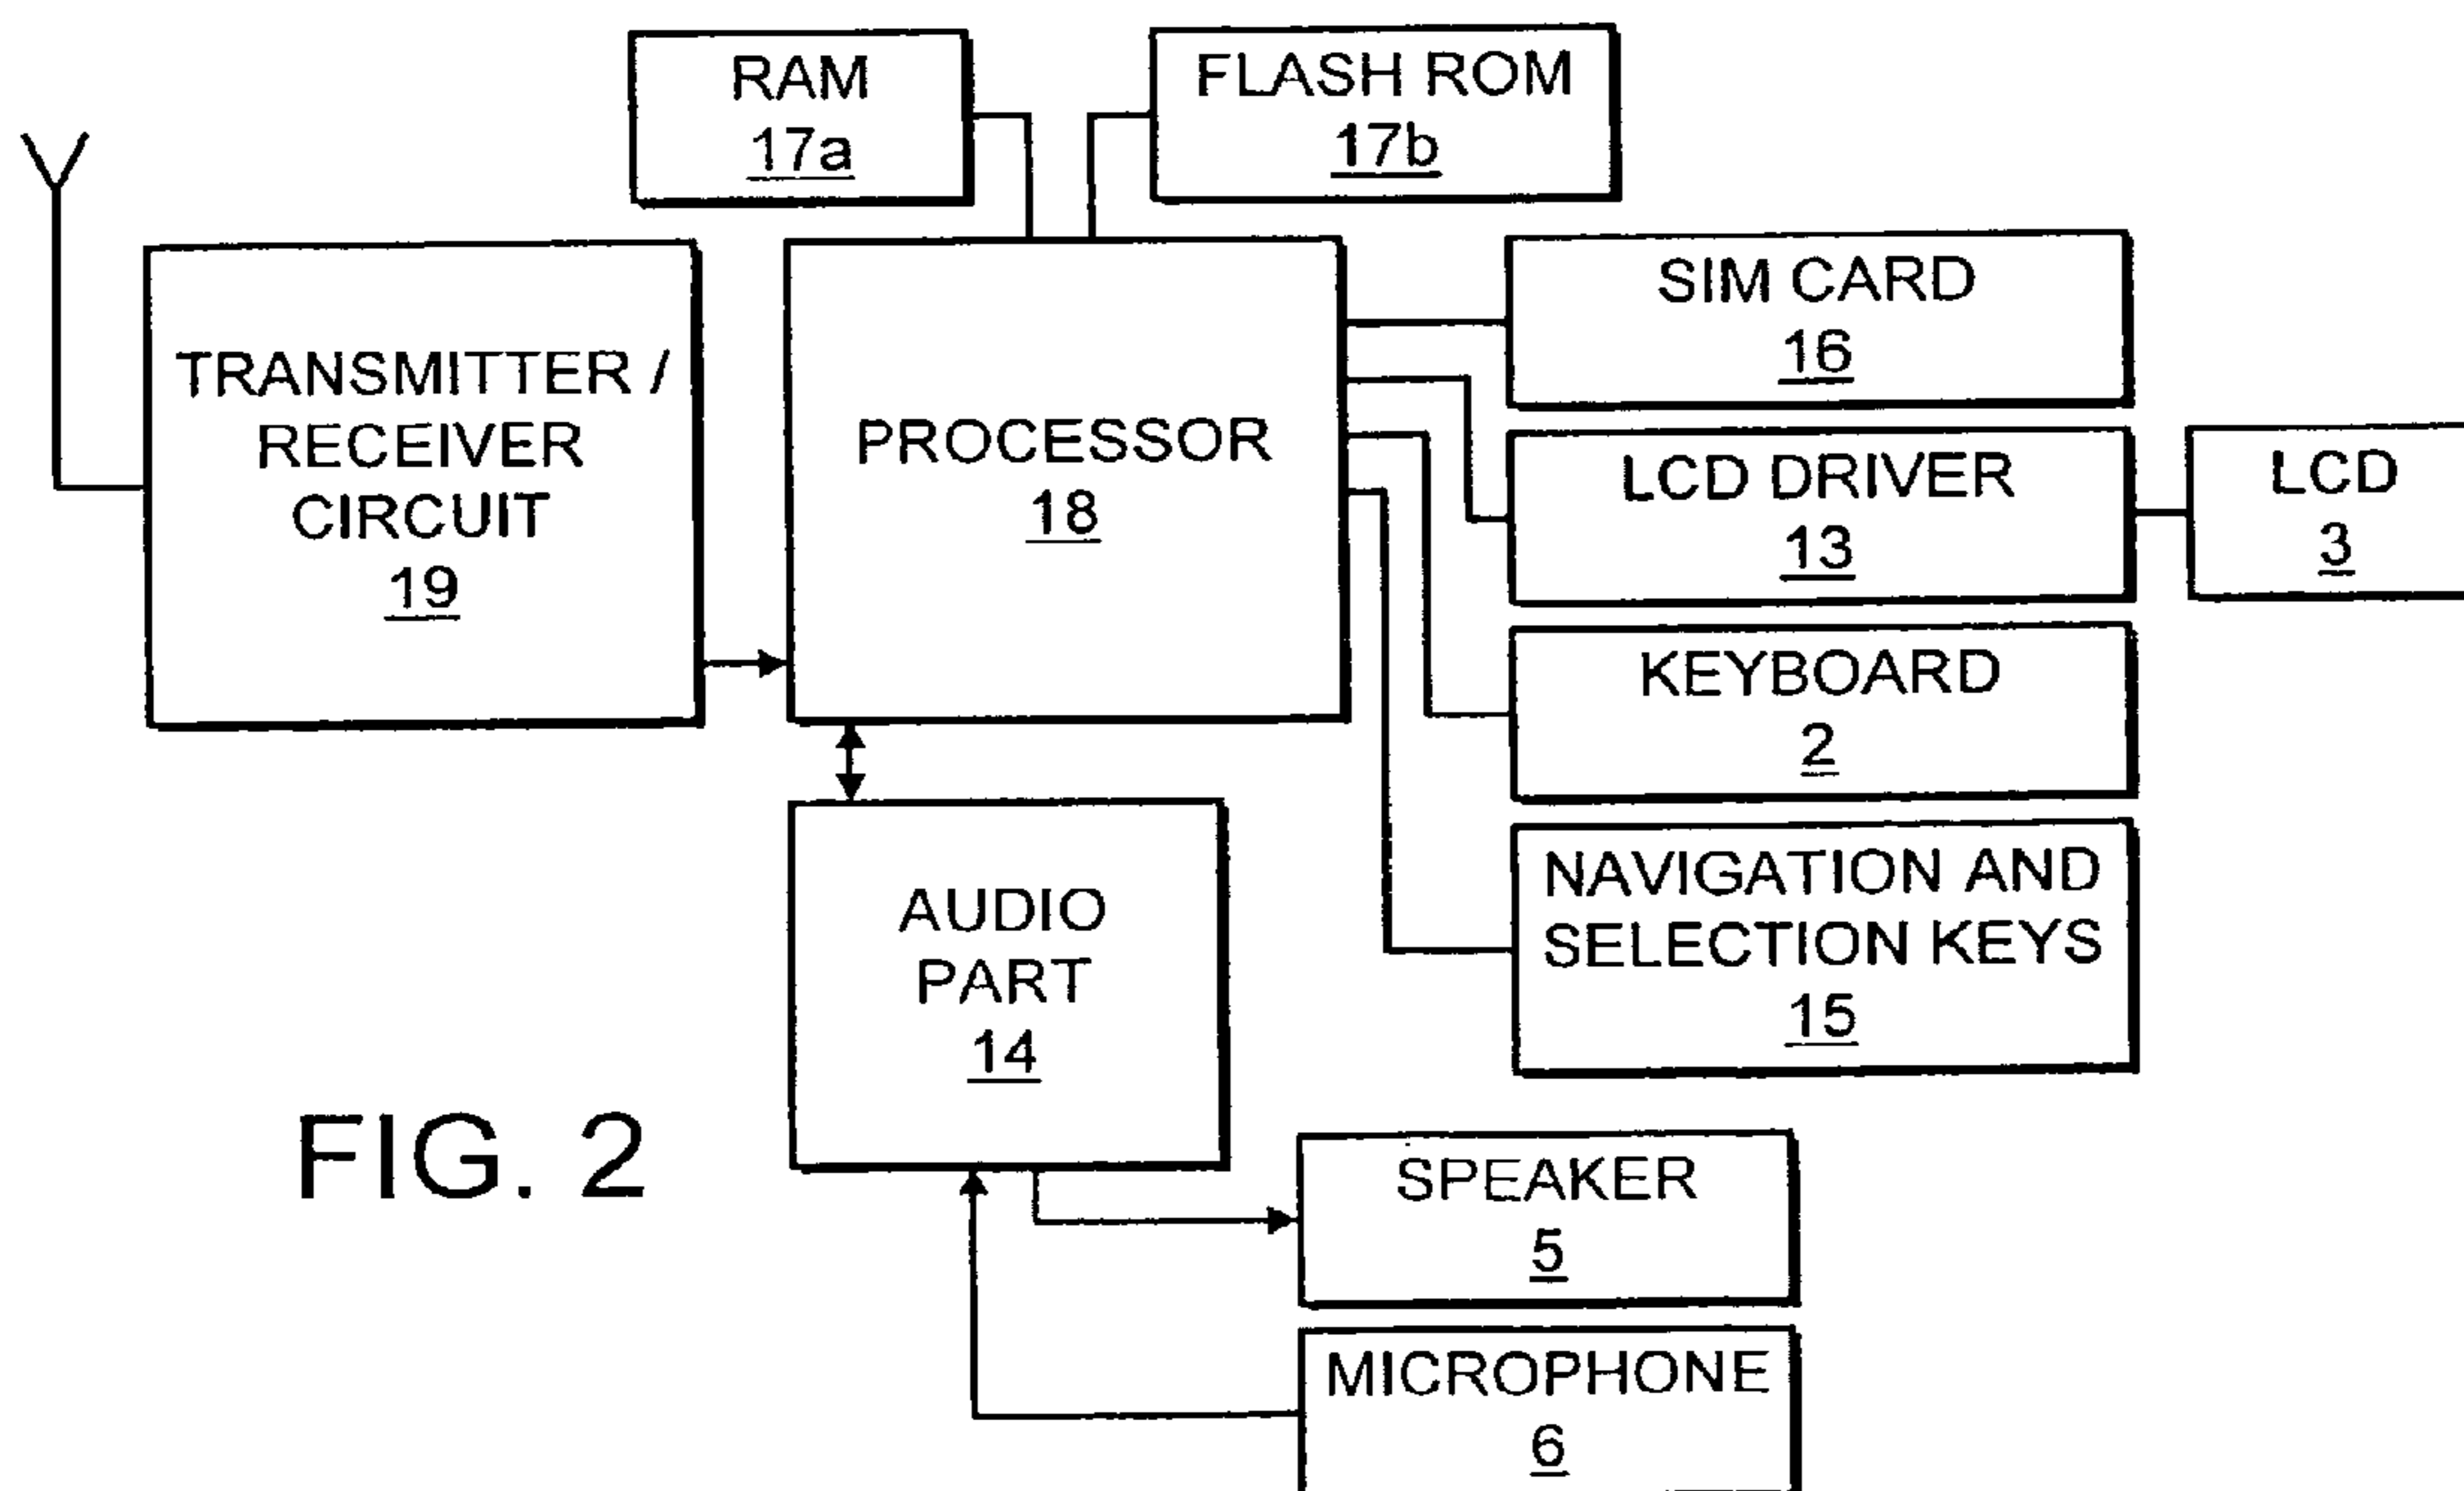 RAM
17a
FLASH ROM
17b
TRANSMITTER /
RECEIVER
CIRCUIT
19
PROCESSOR
18
SIM CARD
16
LCD DRIVER
13
LCD
3
KEYBOARD
2
NAVIGATION AND
SELECTION KEYS
15
AUDIO
PART
14
SPEAKER
5
MICROPHONE
6
FIG. 2